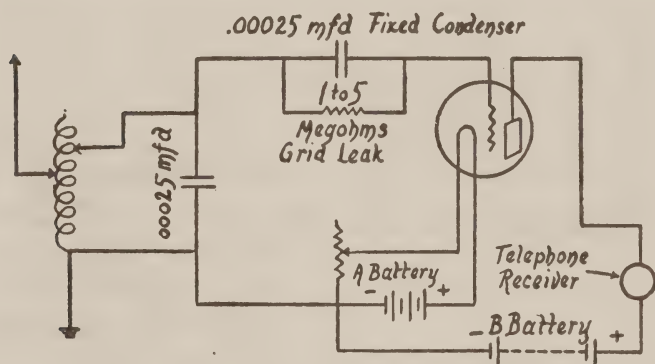 .00025 mfd Fixed Condenser
1 to 5
Megohms
Grid Leak
.00025 mfd
A Battery
- +
Telephone
Receiver
- B Battery +